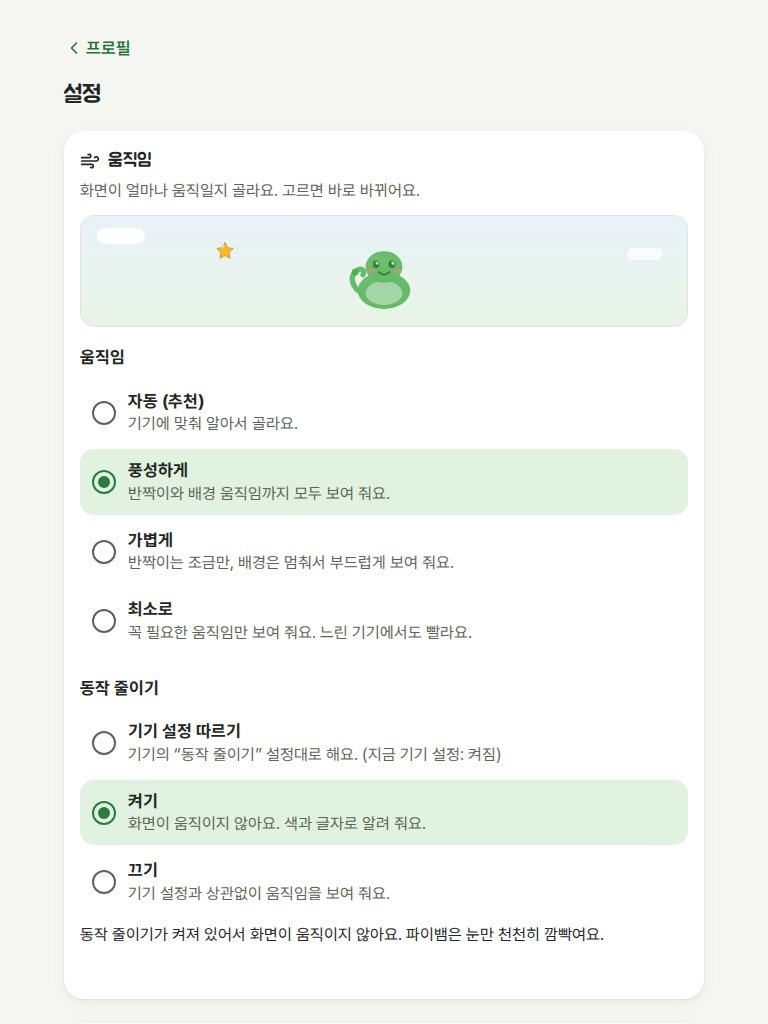 프로필
설정
움직임
화면이 얼마나 움직일지 골라요. 고르면 바로 바뀌어요.
움직임
자동 (추천)
기기에 맞춰 알아서 골라요.
풍성하게
반짝이와 배경 움직임까지 모두 보여 줘요.
가볍게
반짝이는 조금만, 배경은 멈춰서 부드럽게 보여 줘요.
최소로
꼭 필요한 움직임만 보여 줘요. 느린 기기에서도 빨라요.
동작 줄이기
기기 설정 따르기
기기의 “동작 줄이기” 설정대로 해요. (지금 기기 설정: 켜짐)
켜기
화면이 움직이지 않아요. 색과 글자로 알려 줘요.
끄기
기기 설정과 상관없이 움직임을 보여 줘요.
동작 줄이기가 켜져 있어서 화면이 움직이지 않아요. 파이뱀은 눈만 천천히 깜빡여요.